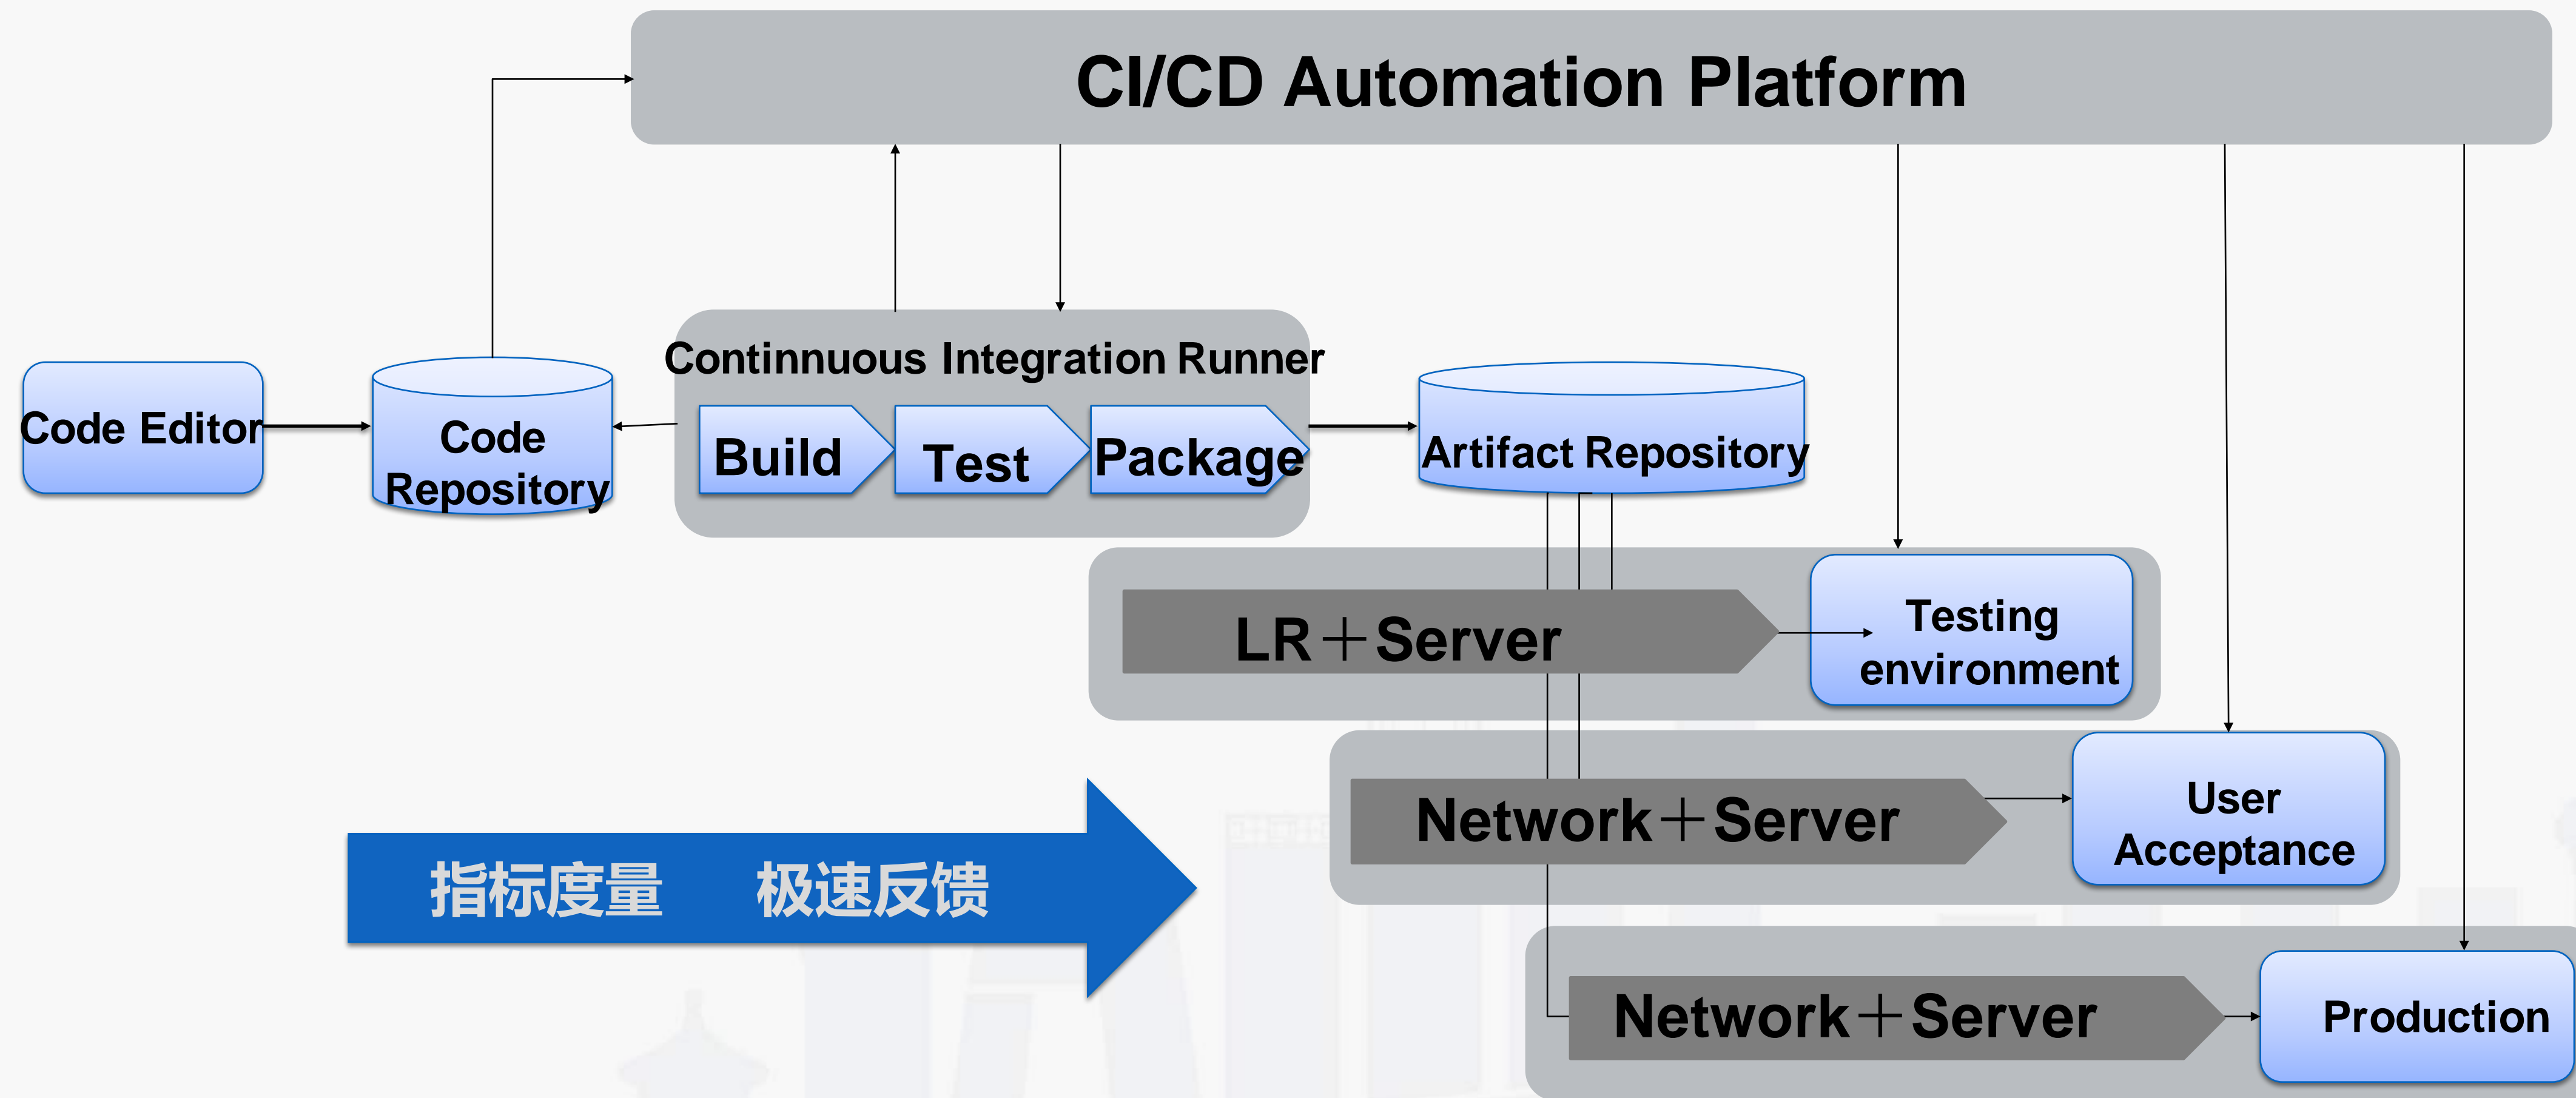 CI/CD Automation Platform
Continnuous Integration Runner
Code Editor
Code
Repository
Build
Test
Package
Artifact Repository
LR＋Server
Testing
environment
Network＋Server
User
Acceptance
指标度量 极速反馈
Network＋Server
Production